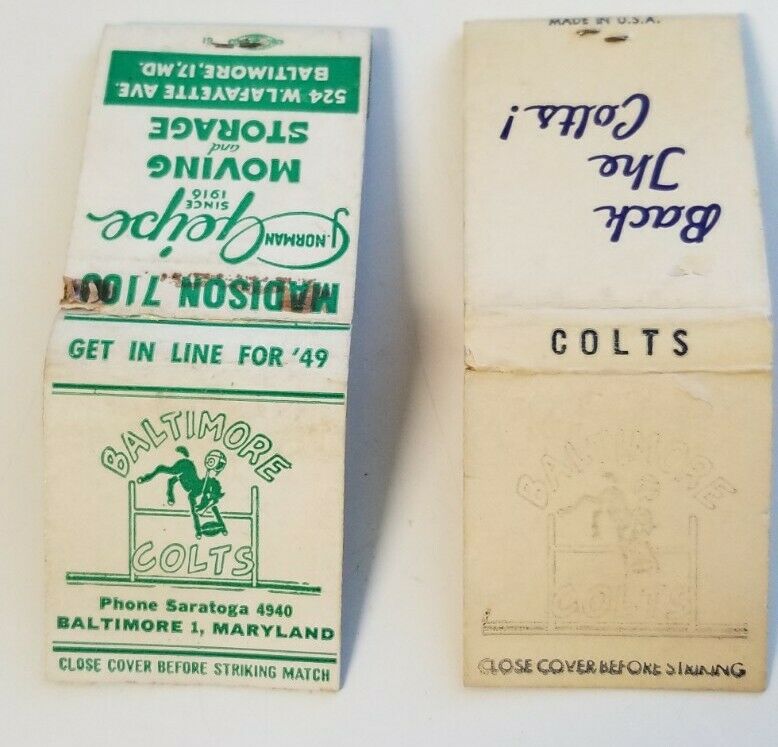 524 W. LAFAYETTE AVE.
BALTIMORE, 17, MD.
MOVING
and
STORAGE
J. NORMAN Geipe
SINCE
1916
MADISON 7100
GET IN LINE FOR '49
BALTIMORE
COLTS
Phone Saratoga 4940
BALTIMORE 1, MARYLAND
CLOSE COVER BEFORE STRIKING MATCH
MADE IN U.S.A.
Back
The
Colts!
COLTS
BALTIMORE
COLTS
CLOSE COVER BEFORE STRIKING